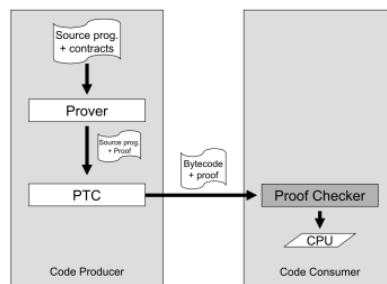 Source prog.
+ contracts
Prover
Source prog.
+ Proof
Bytecode
+ proof
PTC
Proof Checker
CPU
Code Producer
Code Consumer